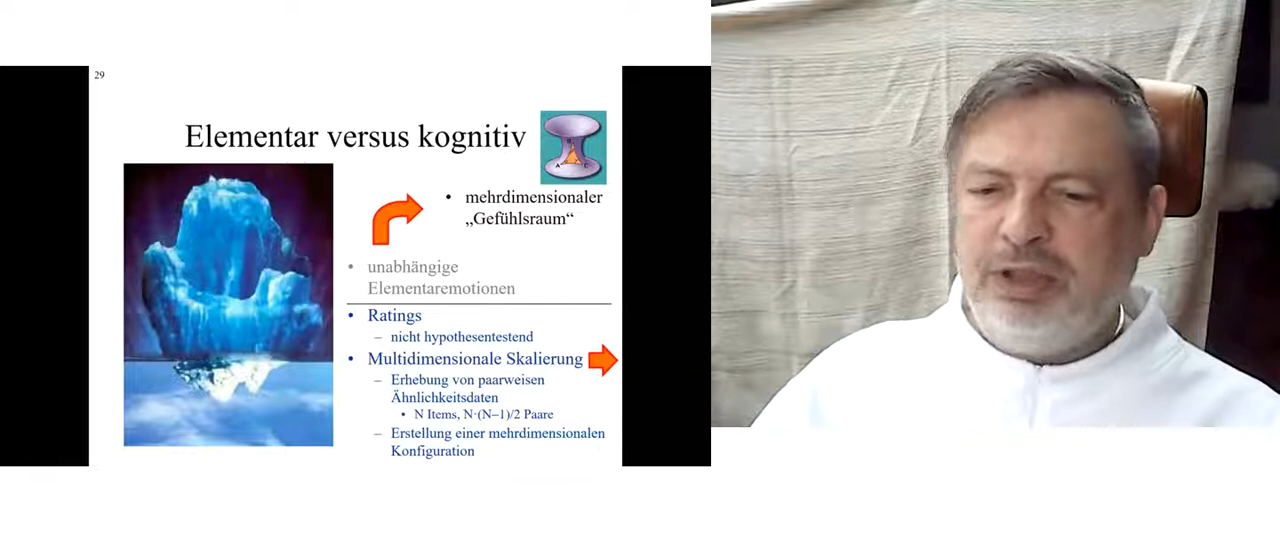 29
Elementar versus kognitiv
• mehrdimensionaler
„Gefühlsraum“
• unabhängige
Elementaremotionen
• Ratings
– nicht hypothesentestend
• Multidimensionale Skalierung
– Erhebung von paarweisen
Ähnlichkeitsdaten
• N Items, N·(N–1)/2 Paare
– Erstellung einer mehrdimensionalen
Konfiguration